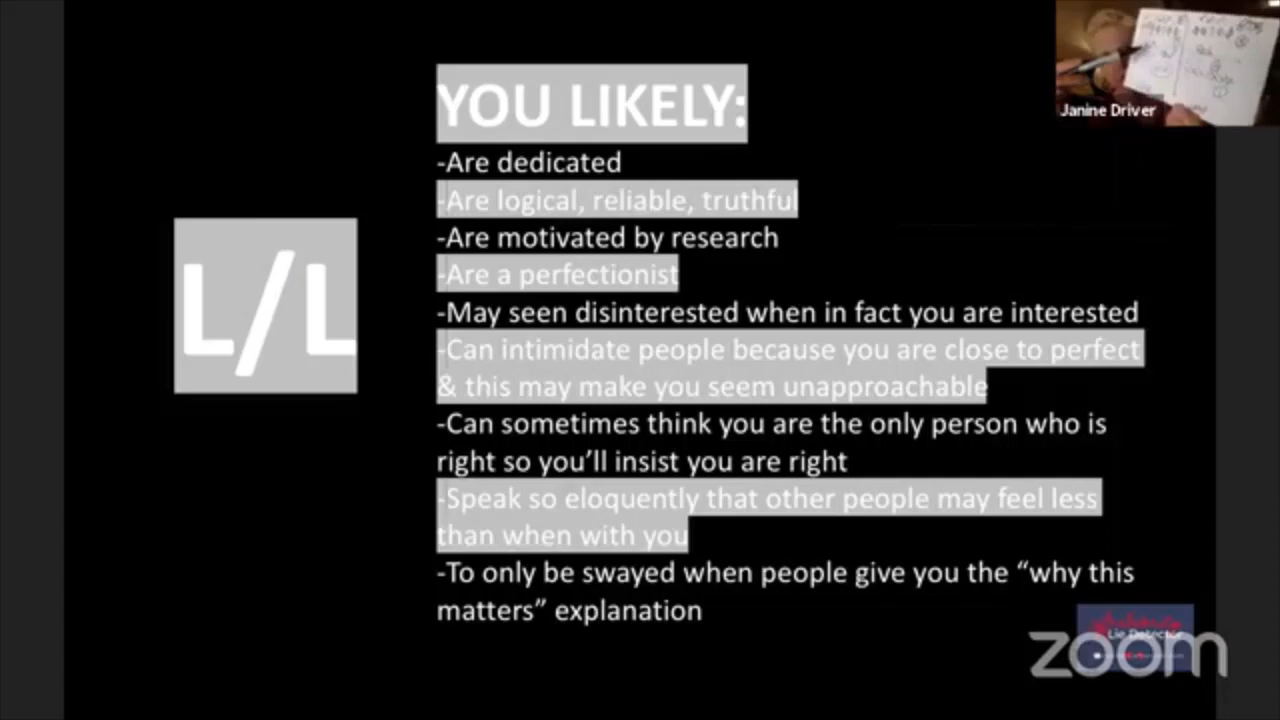 Janine Driver
YOU LIKELY:
-Are dedicated
-Are logical, reliable, truthful
-Are motivated by research
-Are a perfectionist
-May seen disinterested when in fact you are interested
-Can intimidate people because you are close to perfect
& this may make you seem unapproachable
-Can sometimes think you are the only person who is
right so you’ll insist you are right
-Speak so eloquently that other people may feel less
than when with you
-To only be swayed when people give you the “why this
matters” explanation
L/L
Lie Detector
zoom